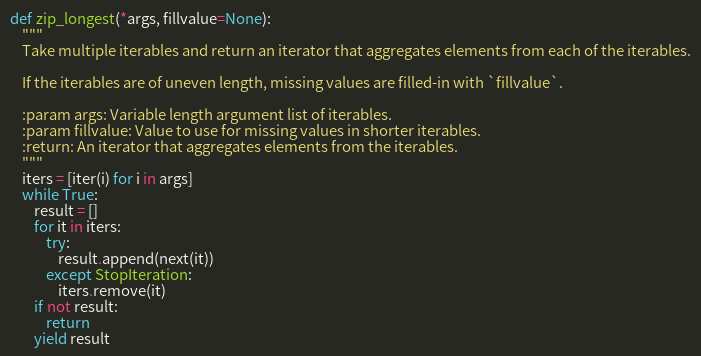 def zip_longest(*args, fillvalue=None):
    """
    Take multiple iterables and return an iterator that aggregates elements from each of the iterables.

    If the iterables are of uneven length, missing values are filled-in with `fillvalue`.

    :param args: Variable length argument list of iterables.
    :param fillvalue: Value to use for missing values in shorter iterables.
    :return: An iterator that aggregates elements from the iterables.
    """
    iters = [iter(i) for i in args]
    while True:
        result = []
        for it in iters:
            try:
                result.append(next(it))
            except StopIteration:
                iters.remove(it)
        if not result:
            return
        yield result